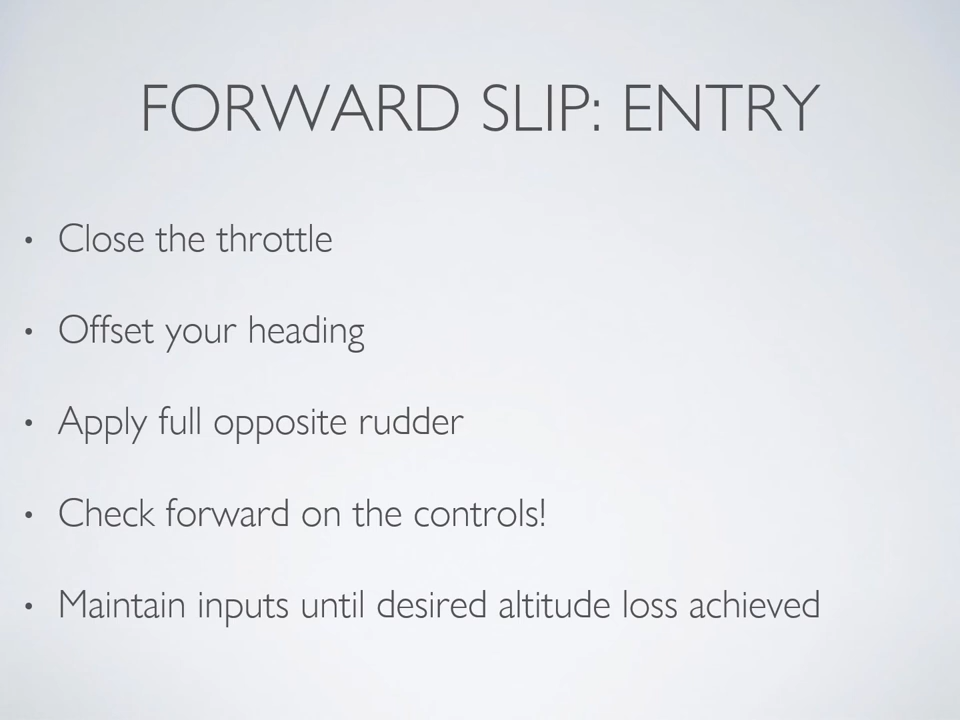 FORWARD SLIP: ENTRY
• Close the throttle
• Offset your heading
• Apply full opposite rudder
• Check forward on the controls!
• Maintain inputs until desired altitude loss achieved